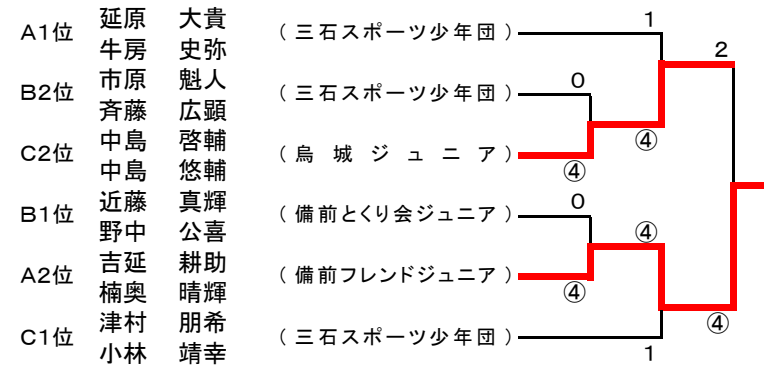 延原 大貴
A1位 (三石スポーツ少年団) 1
牛房 史弥
2
市原 魁人
B2位 (三石スポーツ少年団) 0
斉藤 広顕
中島 啓輔 ④
C2位 (烏城ジュニア)
中島 悠輔 ④
近藤 真輝
B1位 (備前とくり会ジュニア) 0
野中 公喜 ④
吉延 耕助
A2位 (備前フレンドジュニア)
楠奥 晴輝 ④
津村 朋希 ④
C1位 (三石スポーツ少年団)
小林 靖幸 1